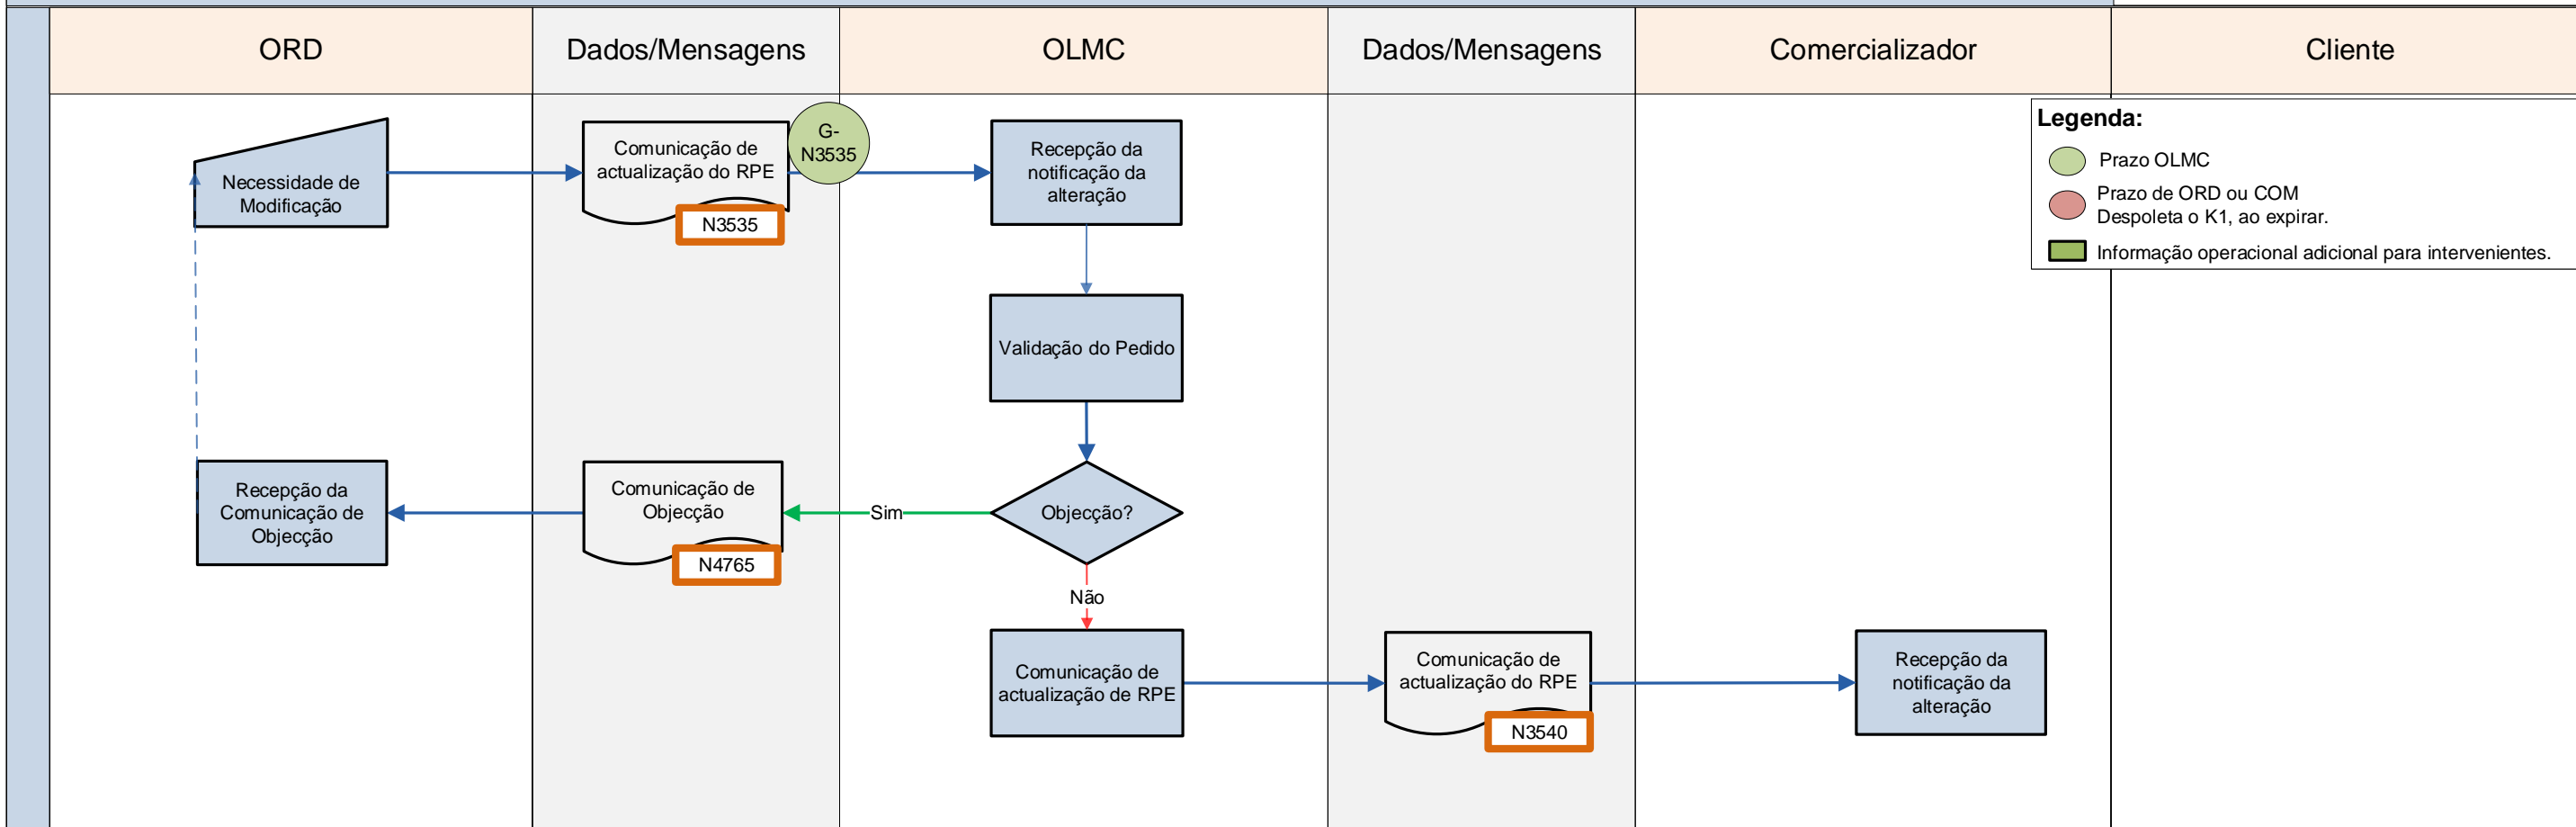 ORD
Dados/Mensagens
OLMC
Dados/Mensagens
Comercializador
Cliente
Legenda:
Prazo OLMC
Prazo de ORD ou COM
Despoleta o K1, ao expirar.
Informação operacional adicional para intervenientes.
Necessidade de
Modificação
Comunicação de
actualização do RPE
N3535
G-
N3535
Recepção da
notificação da
alteração
Validação do Pedido
Objecção?
Sim
Comunicação de
Objecção
N4765
Recepção da
Comunicação de
Objecção
Não
Comunicação de
actualização de RPE
Comunicação de
actualização do RPE
N3540
Recepção da
notificação da
alteração